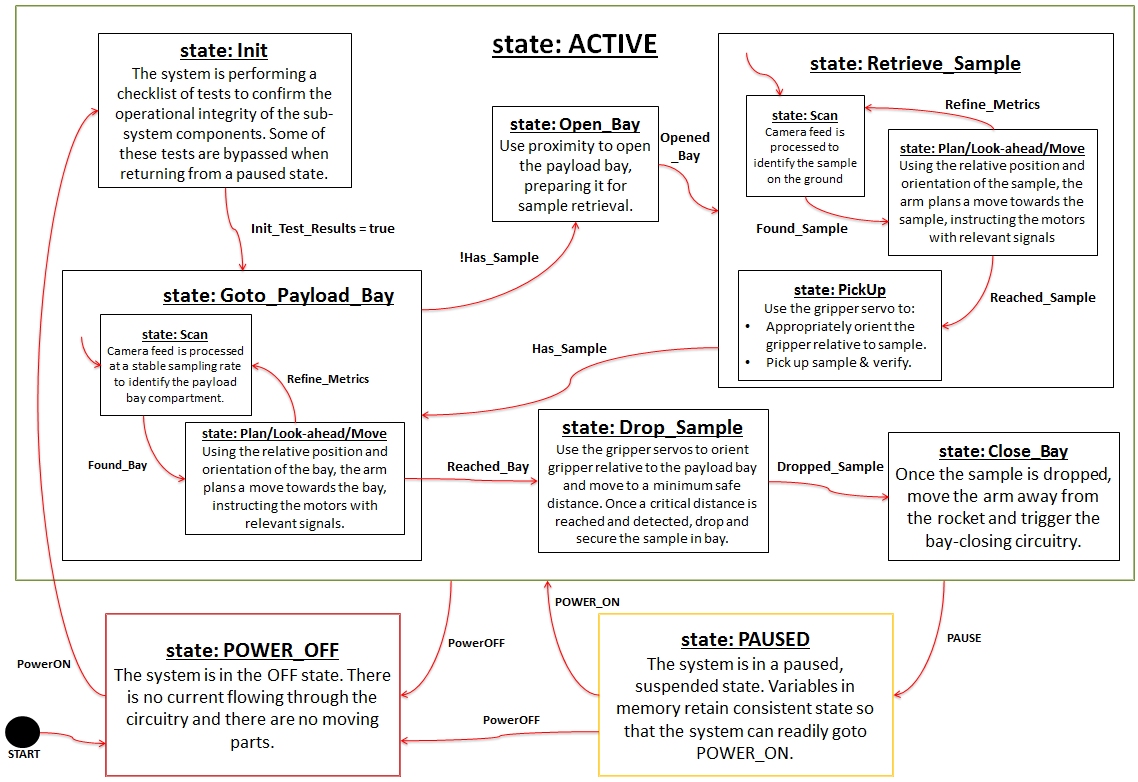 state: ACTIVE
state: Init
The system is performing a
checklist of tests to confirm the
operational integrity of the sub-
system components. Some of
these tests are bypassed when
returning from a paused state.
Init_Test_Results = true
state: Open_Bay
Use proximity to open
the payload bay,
preparing it for
sample retrieval.
Opened
_Bay
!Has_Sample
state: Retrieve_Sample
state: Scan
Camera feed is
processed to
identify the sample
on the ground
Refine_Metrics
state: Plan/Look-ahead/Move
Using the relative position and
orientation of the sample, the
arm plans a move towards the
sample, instructing the motors
with relevant signals
Found_Sample
Reached_Sample
state: PickUp
Use the gripper servo to:
• Appropriately orient the
gripper relative to sample.
• Pick up sample & verify.
Has_Sample
state: Goto_Payload_Bay
state: Scan
Camera feed is processed
at a stable sampling rate
to identify the payload
bay compartment.
Refine_Metrics
Found_Bay
state: Plan/Look-ahead/Move
Using the relative position and
orientation of the bay, the arm
plans a move towards the bay,
instructing the motors with
relevant signals.
Reached_Bay
state: Drop_Sample
Use the gripper servos to orient
gripper relative to the payload bay
and move to a minimum safe
distance. Once a critical distance is
reached and detected, drop and
secure the sample in bay.
Dropped_Sample
state: Close_Bay
Once the sample is dropped,
move the arm away from
the rocket and trigger the
bay-closing circuitry.
PowerON
state: POWER_OFF
The system is in the OFF state. There
is no current flowing through the
circuitry and there are no moving
parts.
PowerOFF
POWER_ON
PowerOFF
state: PAUSED
The system is in a paused,
suspended state. Variables in
memory retain consistent state so
that the system can readily goto
POWER_ON.
PAUSE
START